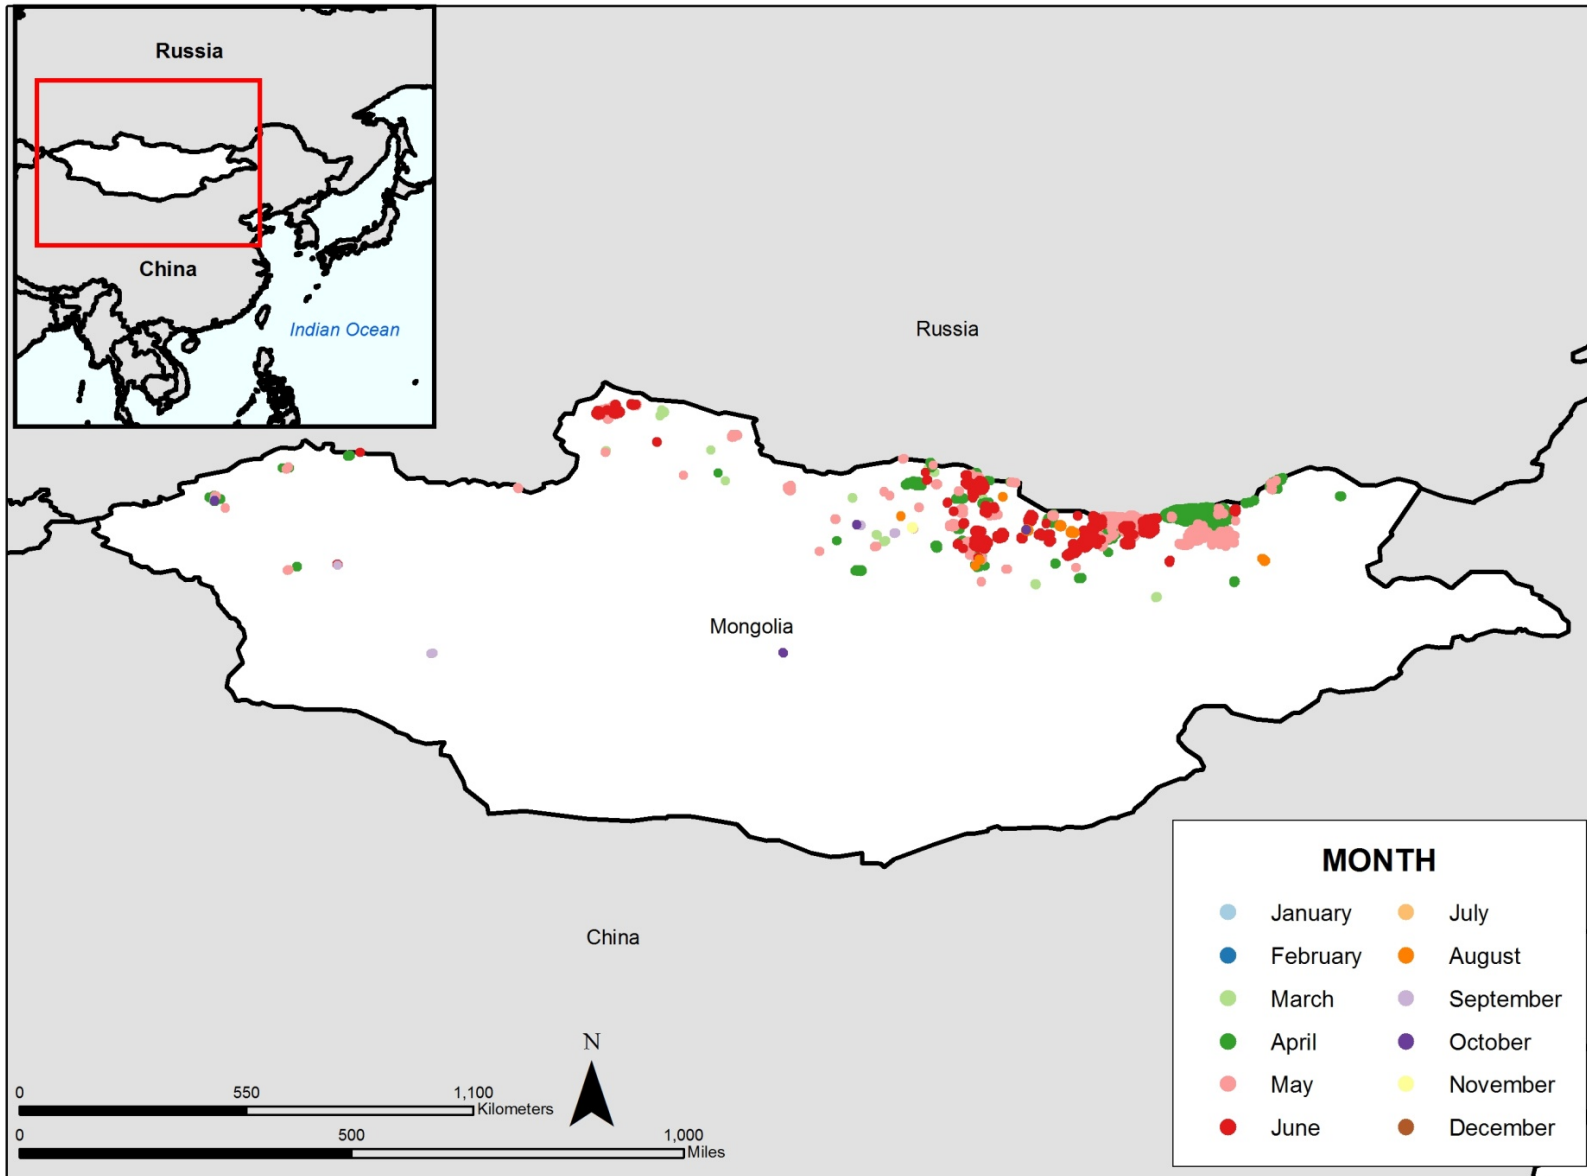 Russia
China
Indian Ocean
Russia
Mongolia
China
N
0 550 1,100
Kilometers
0 500 1,000
Miles
MONTH
January July
February August
March September
April October
May November
June December